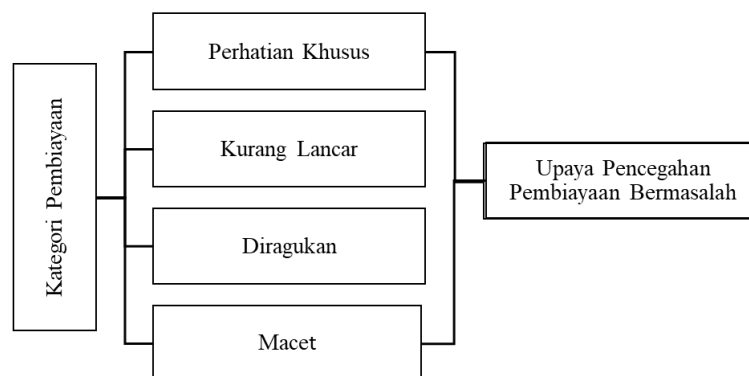 Kategori Pembiayaan
Perhatian Khusus
Kurang Lancar
Diragukan
Macet
Upaya Pencegahan
Pembiayaan Bermasalah